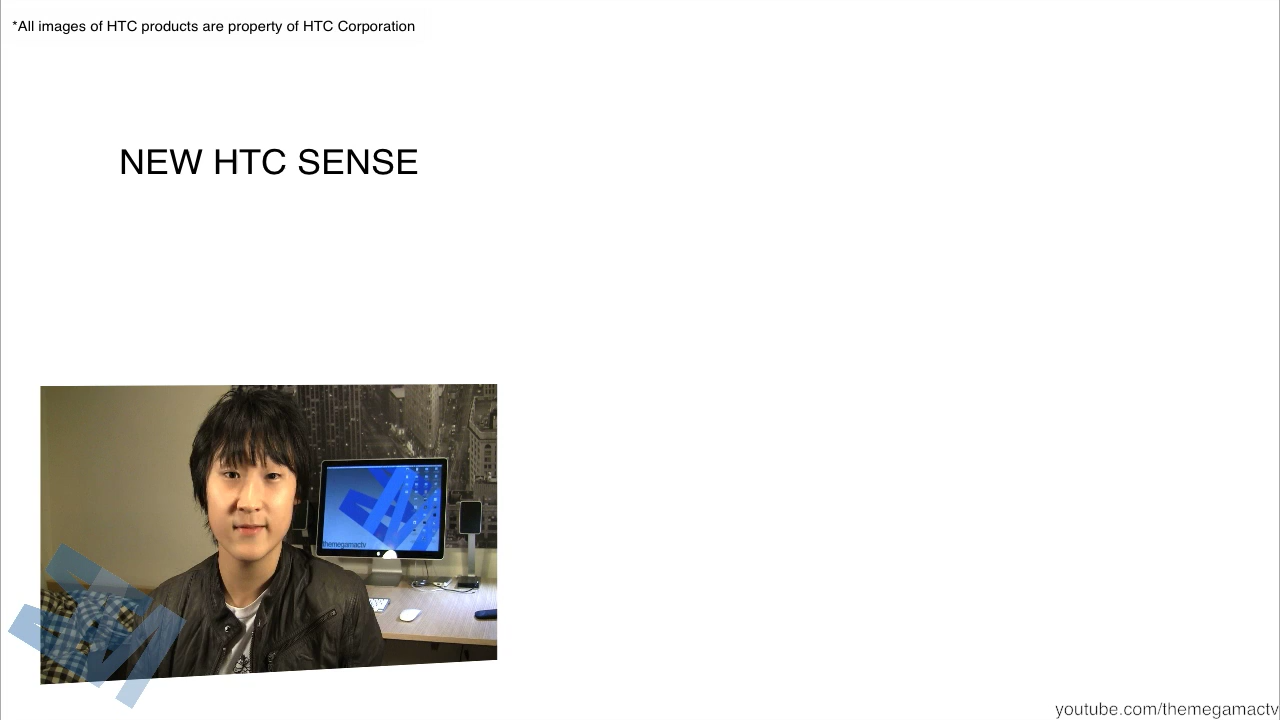 *All images of HTC products are property of HTC Corporation
NEW HTC SENSE
themegamactv
youtube.com/themegamactv